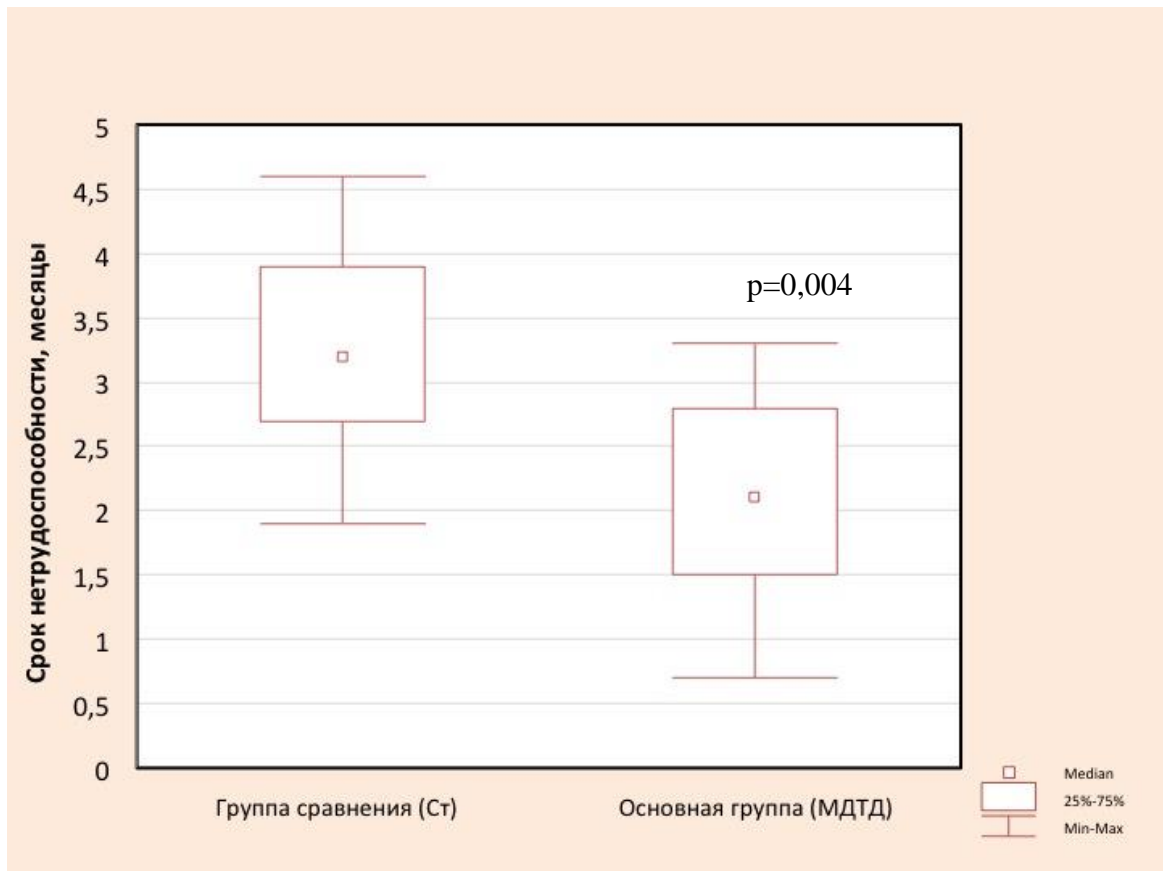 5
4,5
4
3,5
3
2,5
2
1,5
1
0,5
0
Срок нетрудоспособности, месяцы
p=0,004
Группа сравнения (Ст)
Основная группа (МДТД)
Median
25%-75%
Min-Max